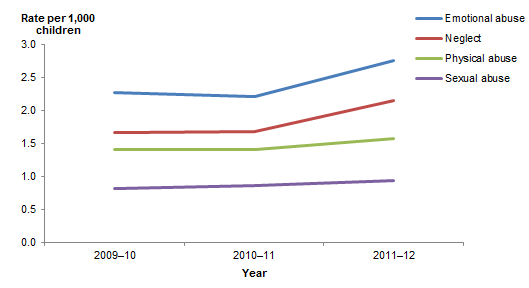 Rate per 1,000
children
Emotional abuse
Neglect
Physical abuse
Sexual abuse
3.0
2.5
2.0
1.5
1.0
0.5
0.0
2009–10
2010–11
2011–12
Year